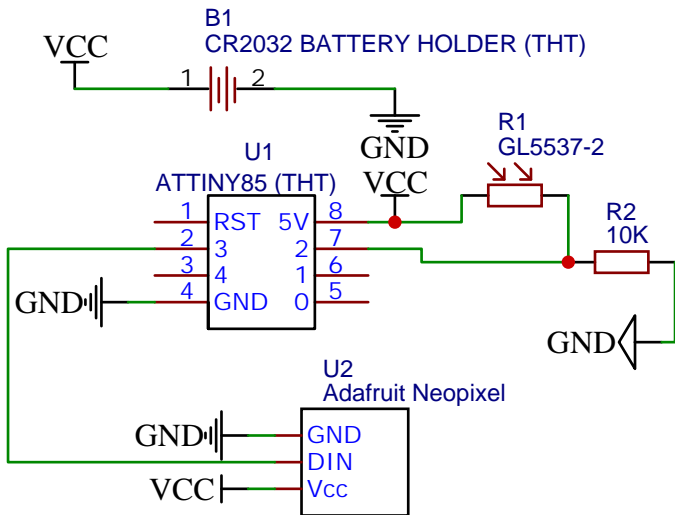 B1
CR2032 BATTERY HOLDER (THT)
VCC
1 2
GND
R1
GL5537-2
U1
ATTINY85 (THT)
VCC
R2
10K
1 RST 5V 8
2 3 2 7
3 4 1 6
4 GND 0 5
GND
GND
U2
Adafruit Neopixel
GND GND
DIN
VCC Vcc